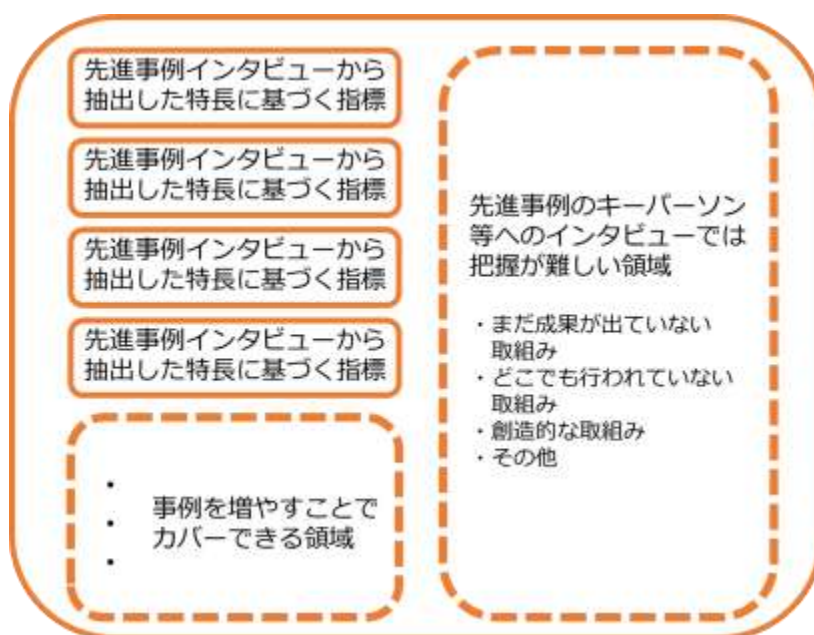 先進事例インタビューから
抽出した特長に基づく指標
先進事例インタビューから
抽出した特長に基づく指標
先進事例インタビューから
抽出した特長に基づく指標
先進事例インタビューから
抽出した特長に基づく指標
・
・ 事例を増やすことで
カバーできる領域
・
先進事例のキーパーソン
等へのインタビューでは
把握が難しい領域
・まだ成果が出ていない
取組み
・どこでも行われていない
取組み
・創造的な取組み
・その他